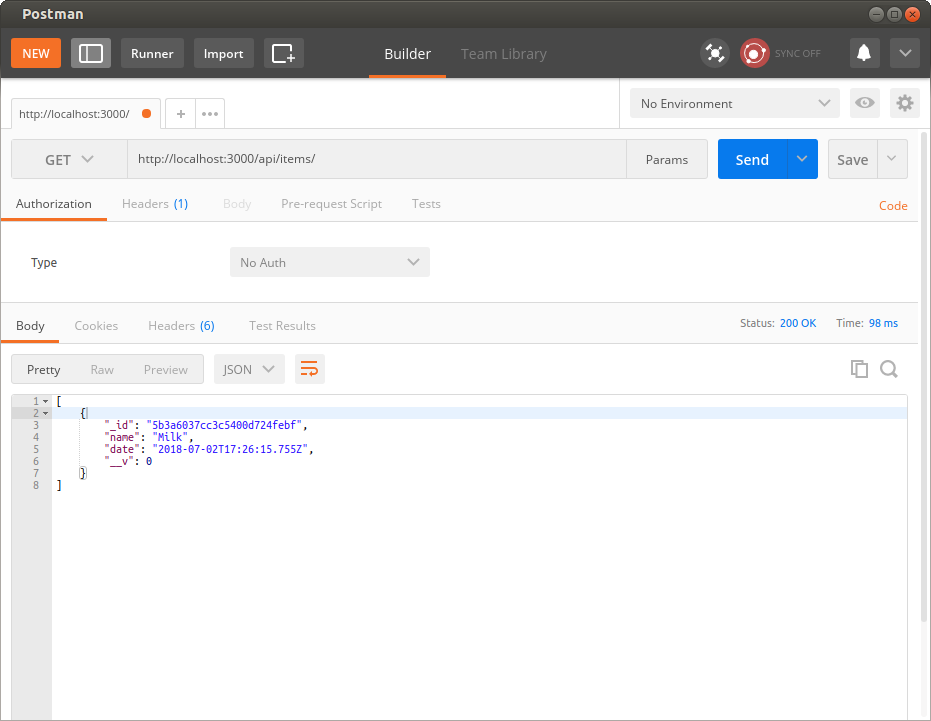 Postman
NEW Runner Import Builder Team Library SYNC OFF
http://localhost:3000/ + ••• No Environment
GET http://localhost:3000/api/items/ Params Send Save
Authorization Headers (1) Body Pre-request Script Tests Code
Type No Auth
Body Cookies Headers (6) Test Results Status: 200 OK Time: 98 ms
Pretty Raw Preview JSON
1 [
2 {
3 "_id": "5b3a6037cc3c5400d724febf",
4 "name": "Milk",
5 "date": "2018-07-02T17:26:15.755Z",
6 "__v": 0
7 }
8 ]